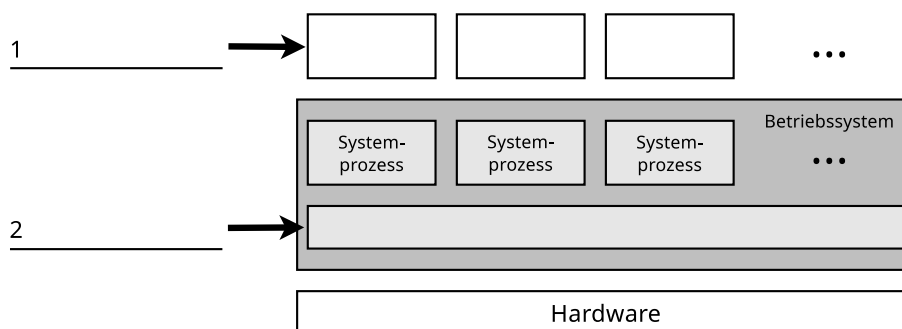 1
Betriebssystem
System-
prozess
System-
prozess
System-
prozess
...
...
2
Hardware